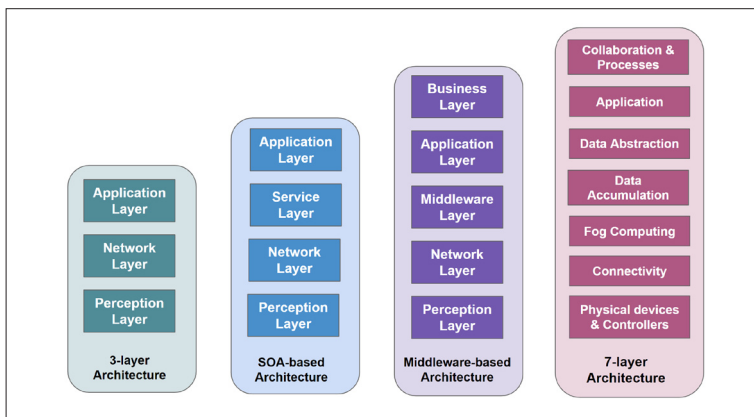 Application
Layer
Network
Layer
Perception
Layer
3-layer
Architecture
Application
Layer
Service
Layer
Network
Layer
Perception
Layer
SOA-based
Architecture
Business
Layer
Application
Layer
Middleware
Layer
Network
Layer
Perception
Layer
Middleware-based
Architecture
Collaboration &
Processes
Application
Data Abstraction
Data
Accumulation
Fog Computing
Connectivity
Physical devices
& Controllers
7-layer
Architecture